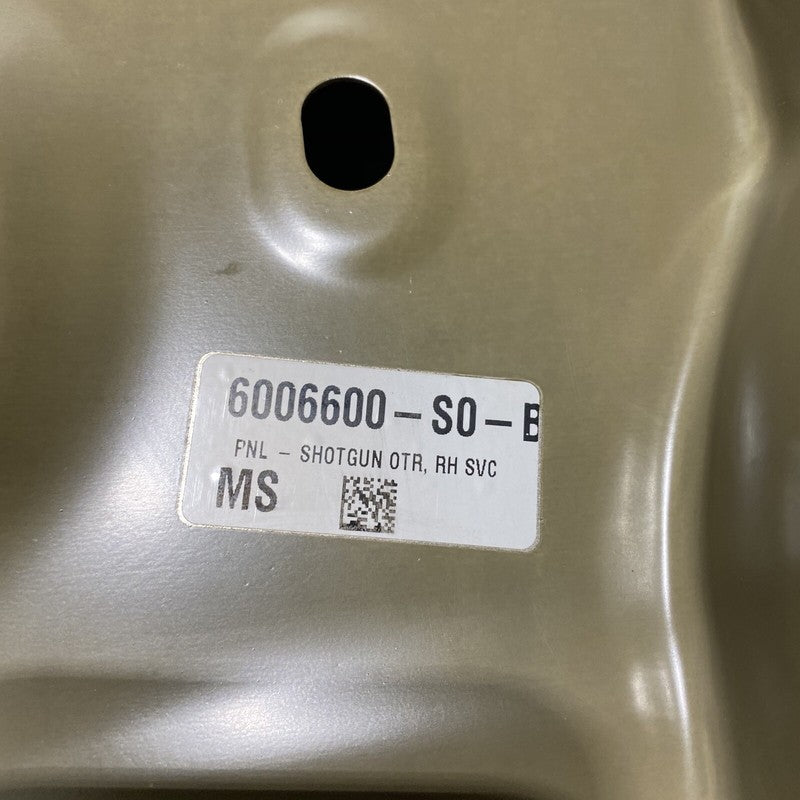 6006600-S0-B
PNL - SHOTGUN OTR, RH SVC
MS